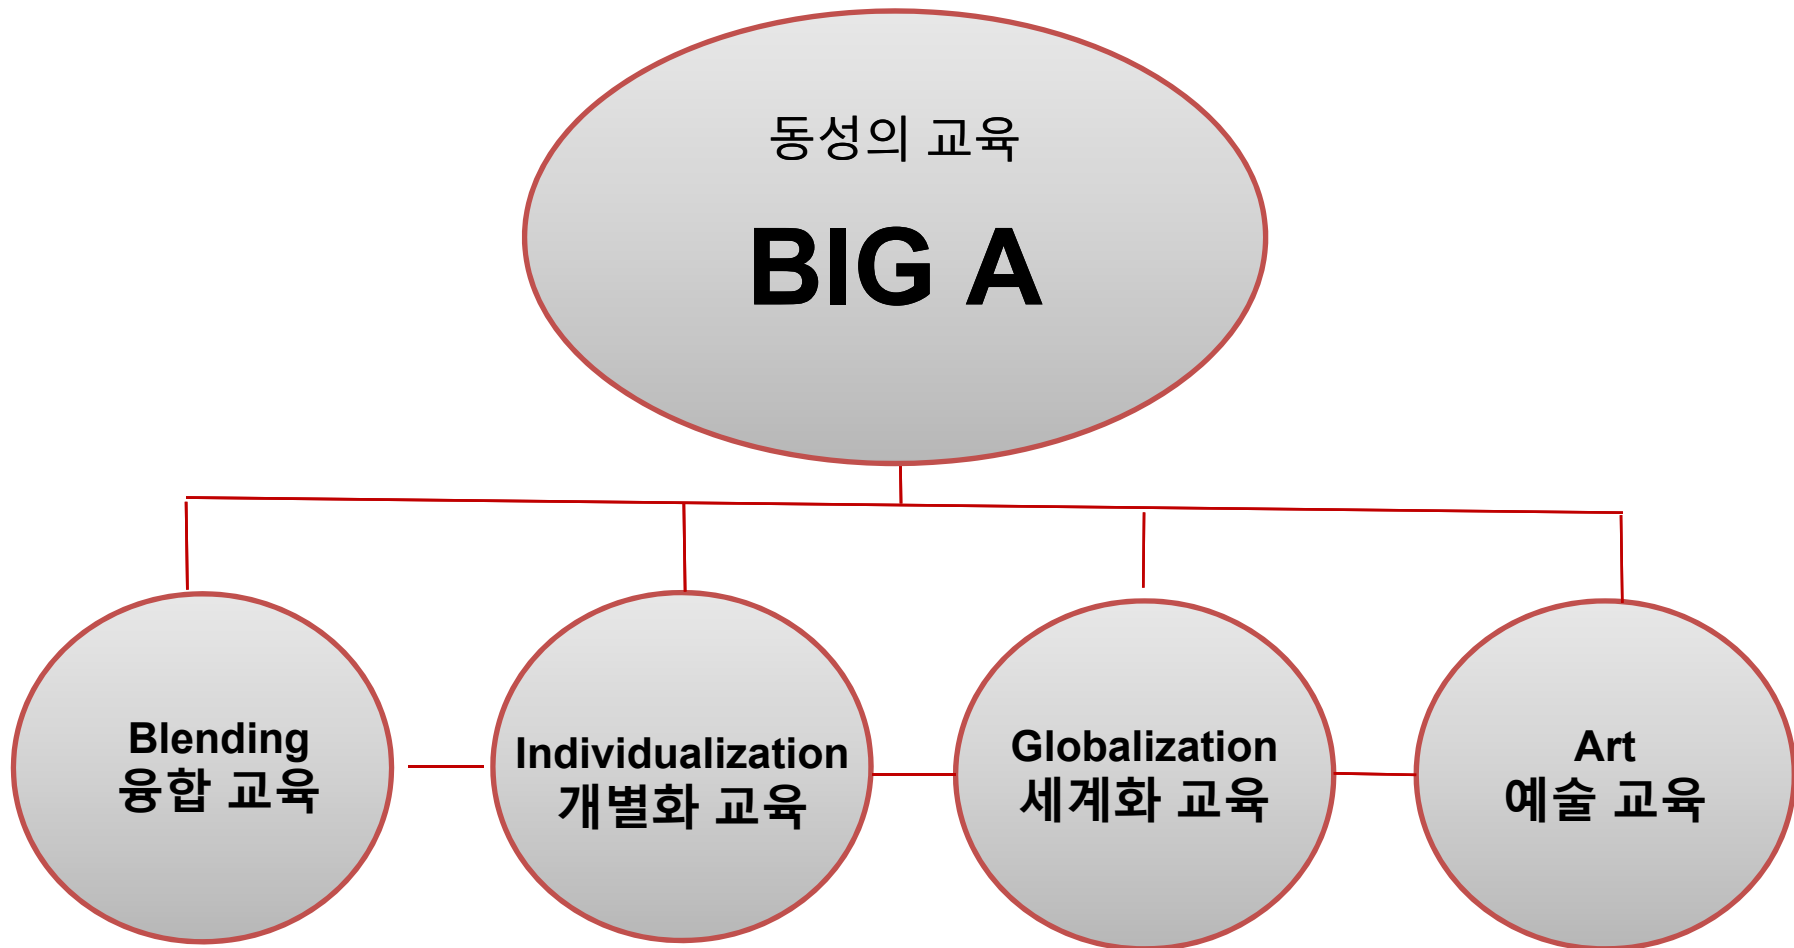 동성의 교육
BIG A
Blending
융합 교육
Individualization
개별화 교육
Globalization
세계화 교육
Art
예술 교육